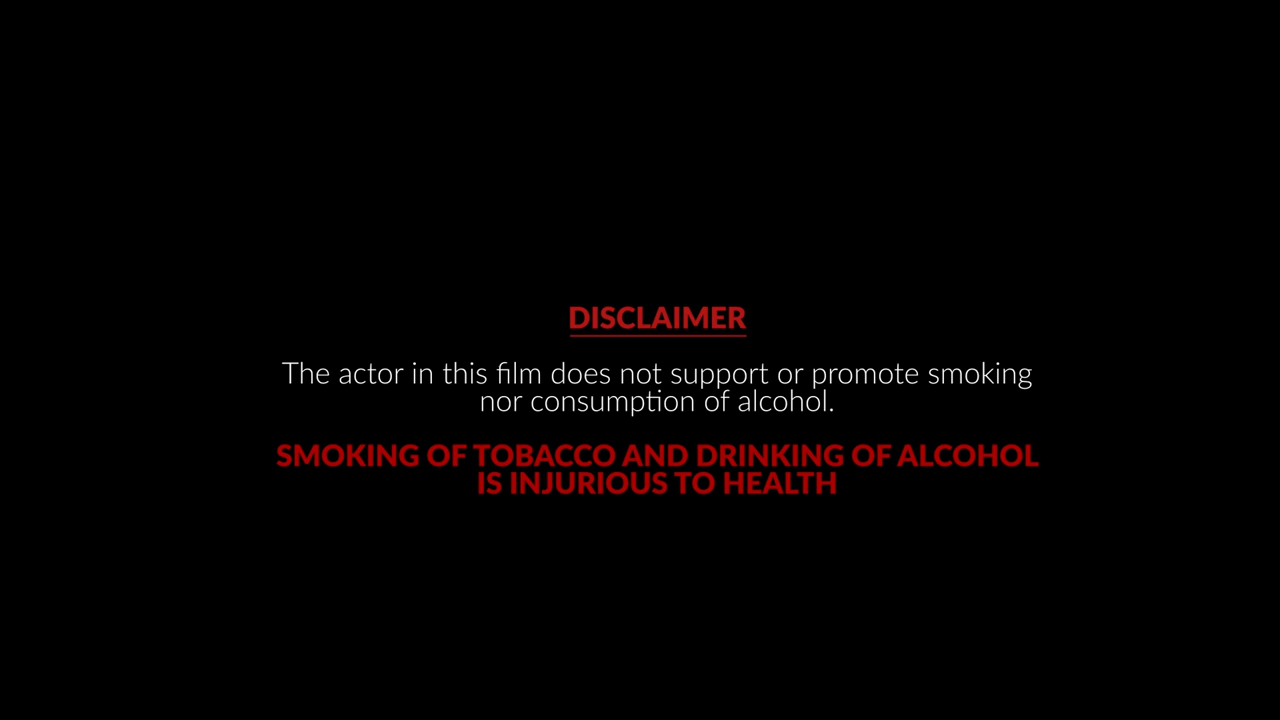 DISCLAIMER
The actor in this film does not support or promote smoking
nor consumption of alcohol.
SMOKING OF TOBACCO AND DRINKING OF ALCOHOL
IS INJURIOUS TO HEALTH